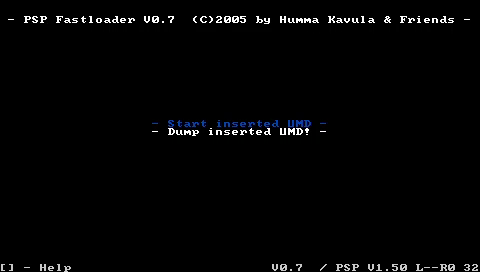 - PSP Fastloader V0.7  (C)2005 by Humma Kavula & Friends -
- Start inserted UMD -
- Dump inserted UMD! -
[] - Help V0.7  / PSP V1.50 L--R0 32